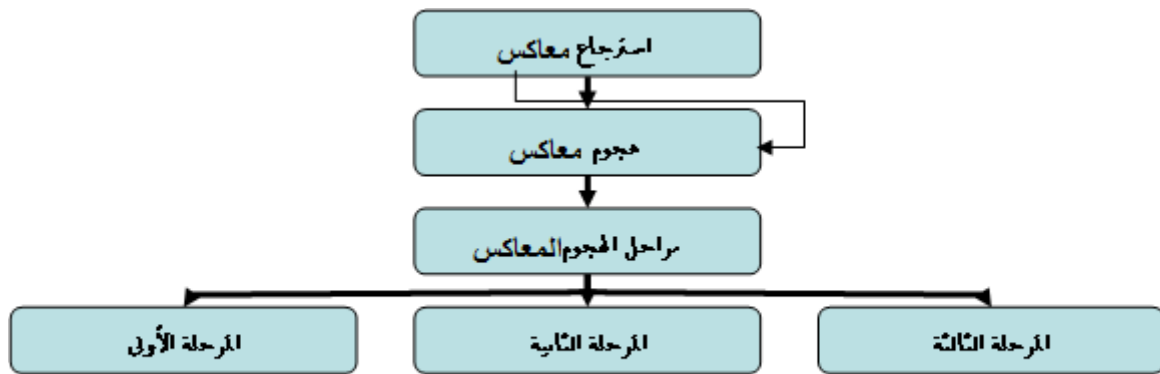 استرجاع معاكس
هجوم معاكس
مراحل الهجوم المعاكس
المرحلة الثالثة
المرحلة الثانية
المرحلة الأولى